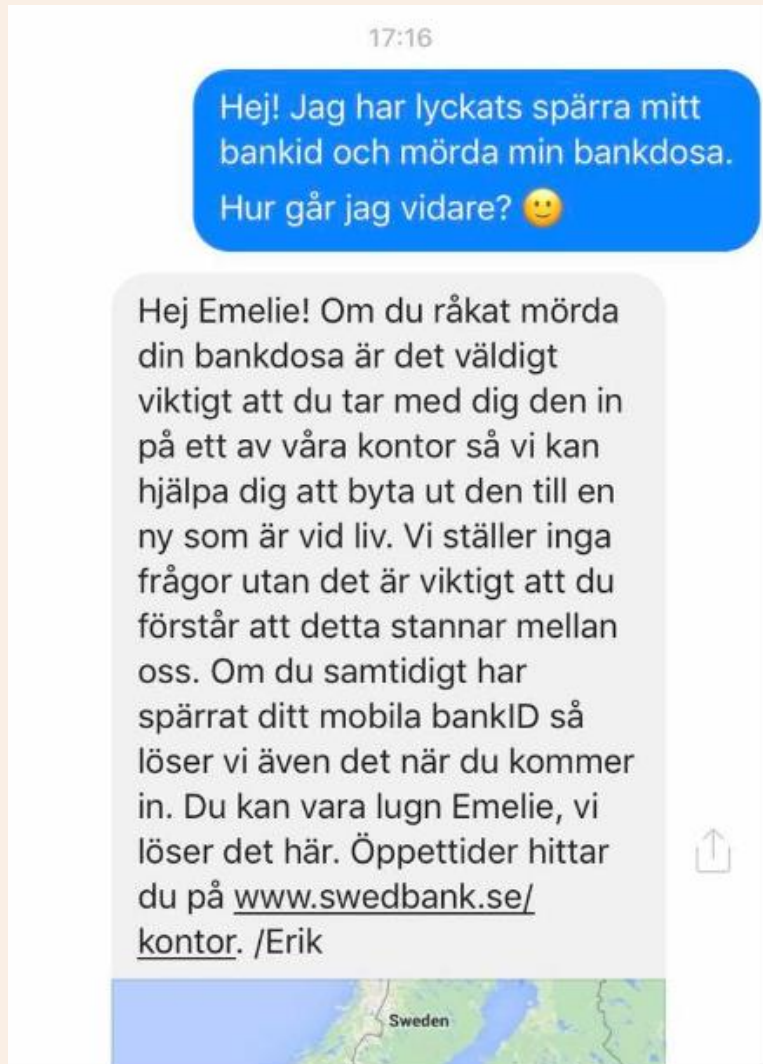 17:16
Hej! Jag har lyckats spärra mitt
bankid och mörda min bankdosa.
Hur går jag vidare? 🙂
Hej Emelie! Om du råkat mörda
din bankdosa är det väldigt
viktigt att du tar med dig den in
på ett av våra kontor så vi kan
hjälpa dig att byta ut den till en
ny som är vid liv. Vi ställer inga
frågor utan det är viktigt att du
förstår att detta stannar mellan
oss. Om du samtidigt har
spärrat ditt mobila bankID så
löser vi även det när du kommer
in. Du kan vara lugn Emelie, vi
löser det här. Öppettider hittar
du på www.swedbank.se/
kontor. /Erik
Sweden